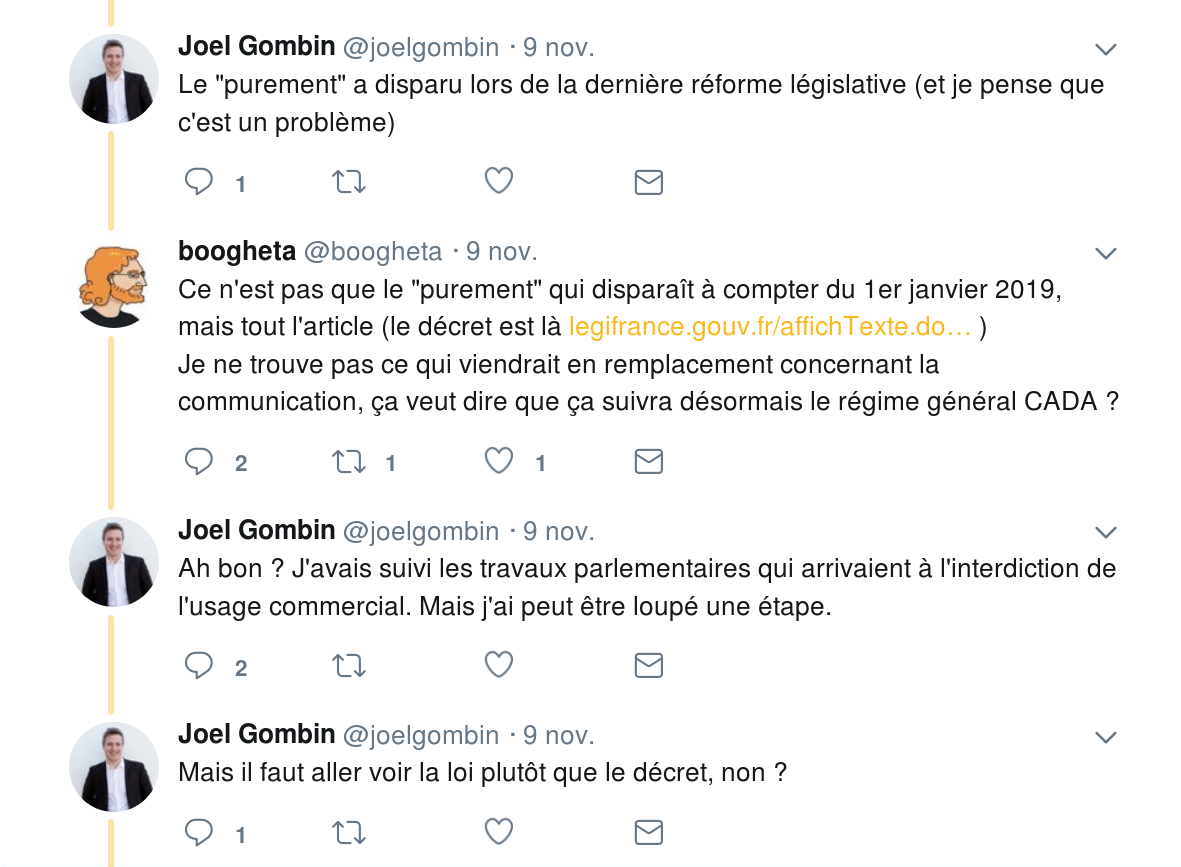 Joel Gombin @joelgombin · 9 nov.
Le "purement" a disparu lors de la dernière réforme législative (et je pense que
c'est un problème)
1
boogheta @boogheta · 9 nov.
Ce n'est pas que le "purement" qui disparaît à compter du 1er janvier 2019,
mais tout l'article (le décret est là legifrance.gouv.fr/affichTexte.do… )
Je ne trouve pas ce qui viendrait en remplacement concernant la
communication, ça veut dire que ça suivra désormais le régime général CADA ?
2 1 1
Joel Gombin @joelgombin · 9 nov.
Ah bon ? J'avais suivi les travaux parlementaires qui arrivaient à l'interdiction de
l'usage commercial. Mais j'ai peut être loupé une étape.
2
Joel Gombin @joelgombin · 9 nov.
Mais il faut aller voir la loi plutôt que le décret, non ?
1